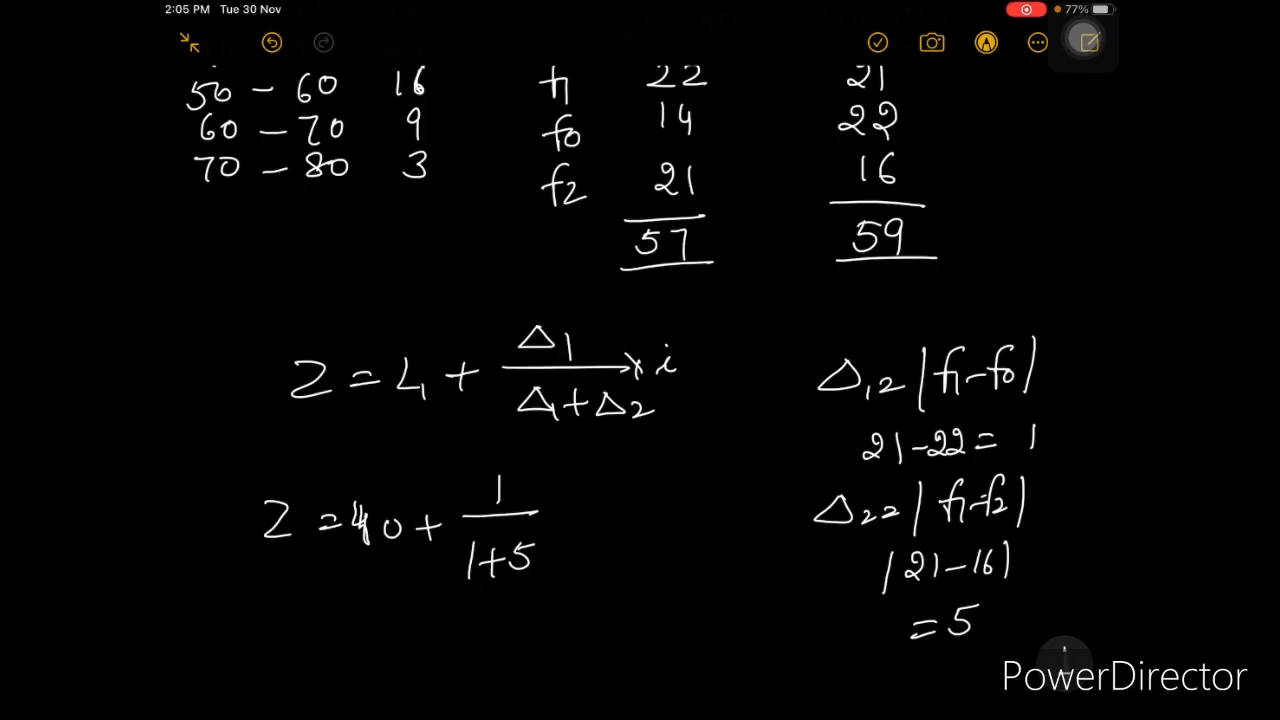 2:05 PM Tue 30 Nov
77%
50 – 60 16 f1 22 21
60 – 70 9 f0 14 22
70 – 80 3 f2 21 16
57 59
Z = L1 + Δ1 / Δ1 + Δ2 × i
Δ1 = |f1 – f0|
21 – 22 = 1
Z = 40 + 1 / 1 + 5
Δ2 = |f1 – f2|
|21 – 16|
= 5
PowerDirector